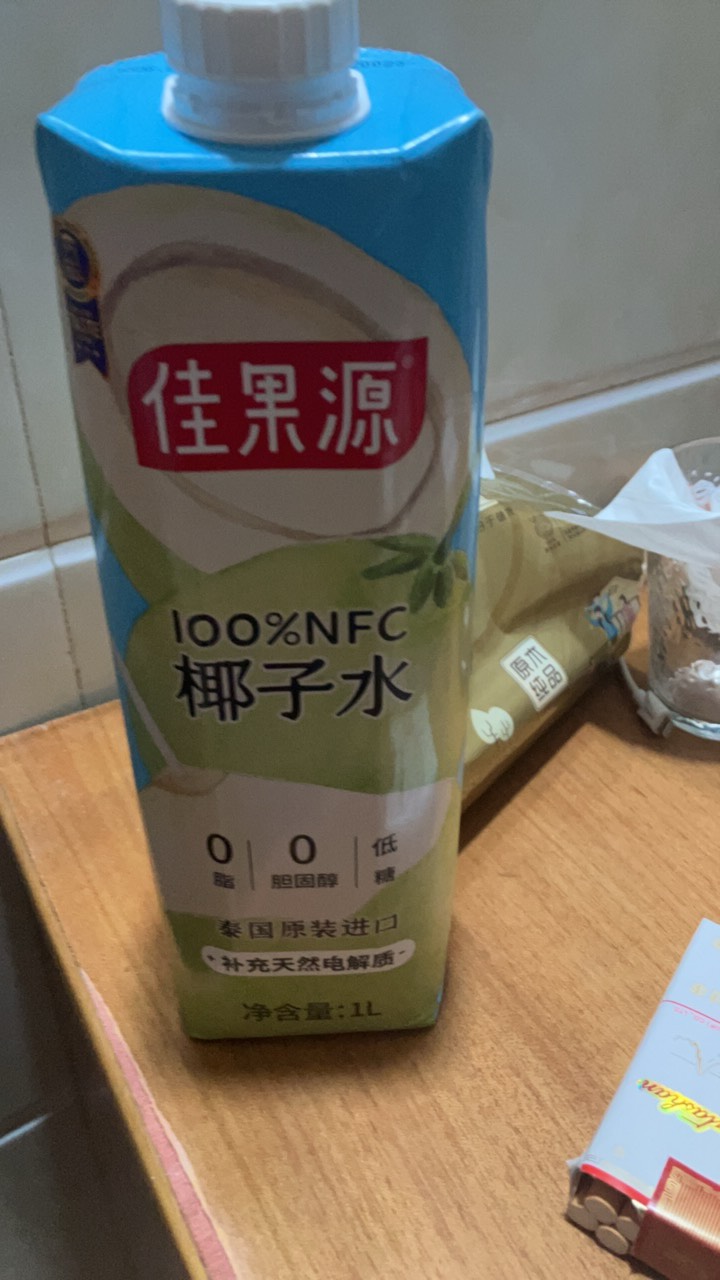 佳果源
100%NFC
椰子水
0
脂
0
胆固醇
低
糖
泰国原装进口
补充天然电解质
净含量:1L
原木
纯品